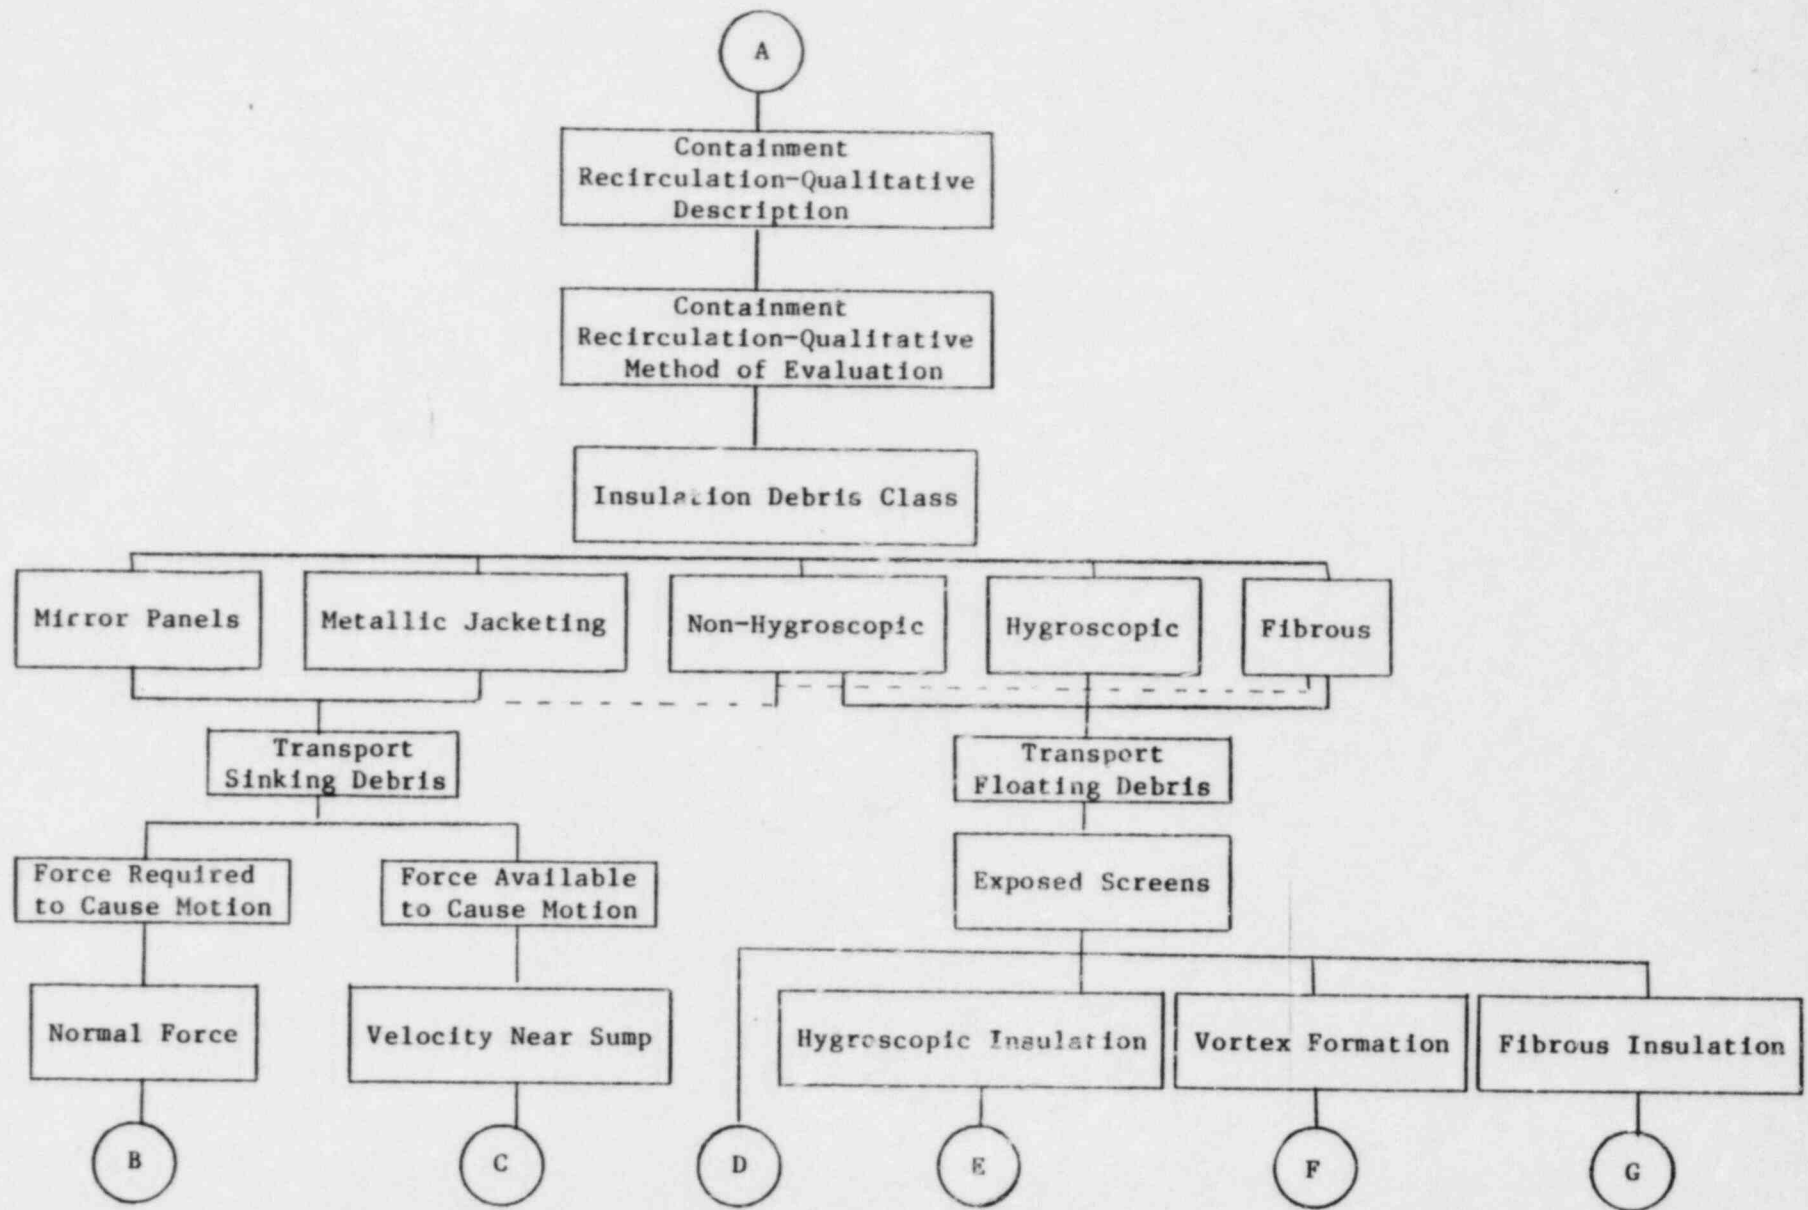 A
Containment
Recirculation-Qualitative
Description
Containment
Recirculation-Qualitative
Method of Evaluation
Insulation Debris Class
Mirror Panels
Metallic Jacketing
Non-Hygroscopic
Hygroscopic
Fibrous
Transport
Sinking Debris
Transport
Floating Debris
Force Required
to Cause Motion
Force Available
to Cause Motion
Exposed Screens
Normal Force
Velocity Near Sump
Hygroscopic Insulation
Vortex Formation
Fibrous Insulation
B
C
D
E
F
G